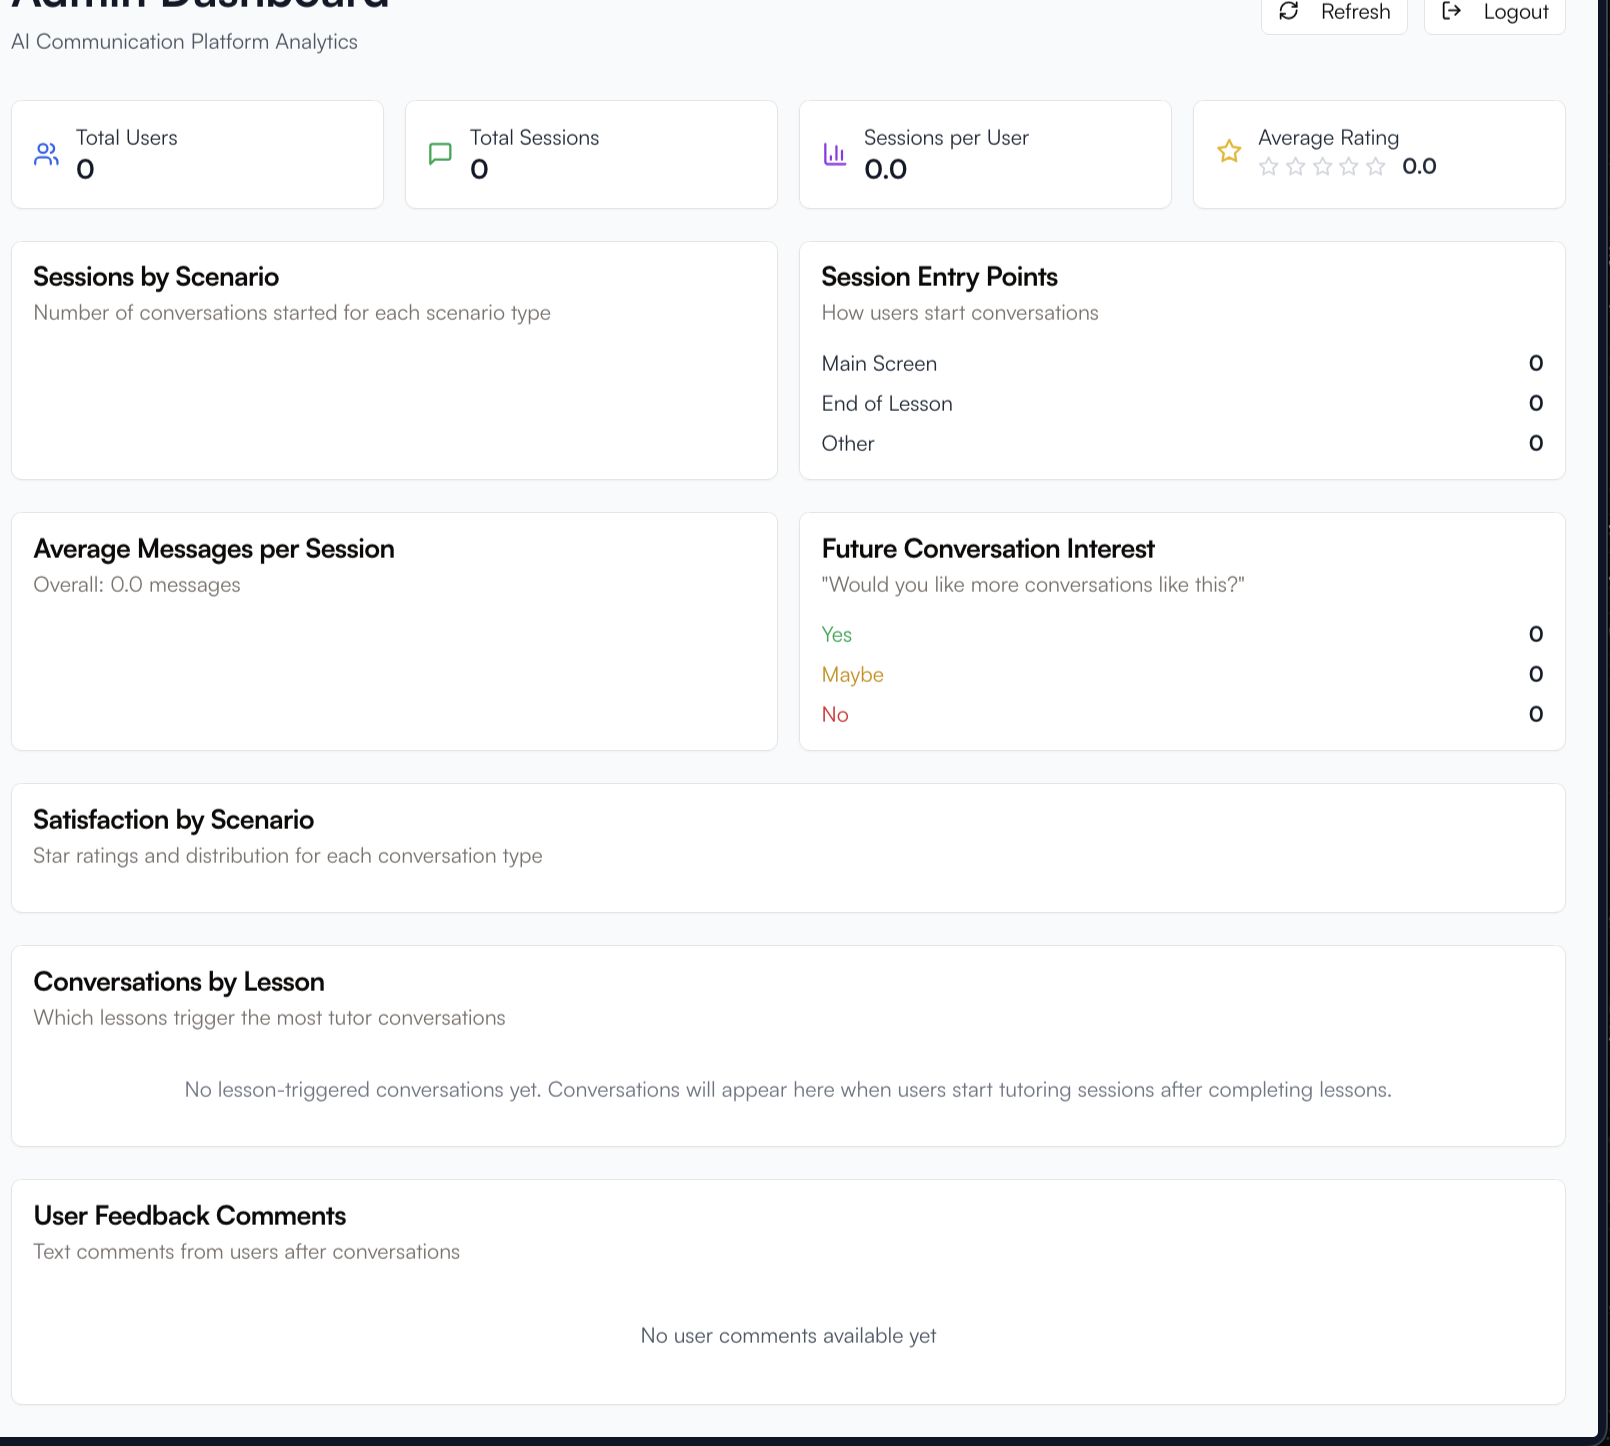 Admin Dashboard
AI Communication Platform Analytics
Refresh
Logout
Total Users
0
Total Sessions
0
Sessions per User
0.0
Average Rating
0.0
Sessions by Scenario
Number of conversations started for each scenario type
Session Entry Points
How users start conversations
Main Screen 0
End of Lesson 0
Other 0
Average Messages per Session
Overall: 0.0 messages
Future Conversation Interest
"Would you like more conversations like this?"
Yes 0
Maybe 0
No 0
Satisfaction by Scenario
Star ratings and distribution for each conversation type
Conversations by Lesson
Which lessons trigger the most tutor conversations
No lesson-triggered conversations yet. Conversations will appear here when users start tutoring sessions after completing lessons.
User Feedback Comments
Text comments from users after conversations
No user comments available yet